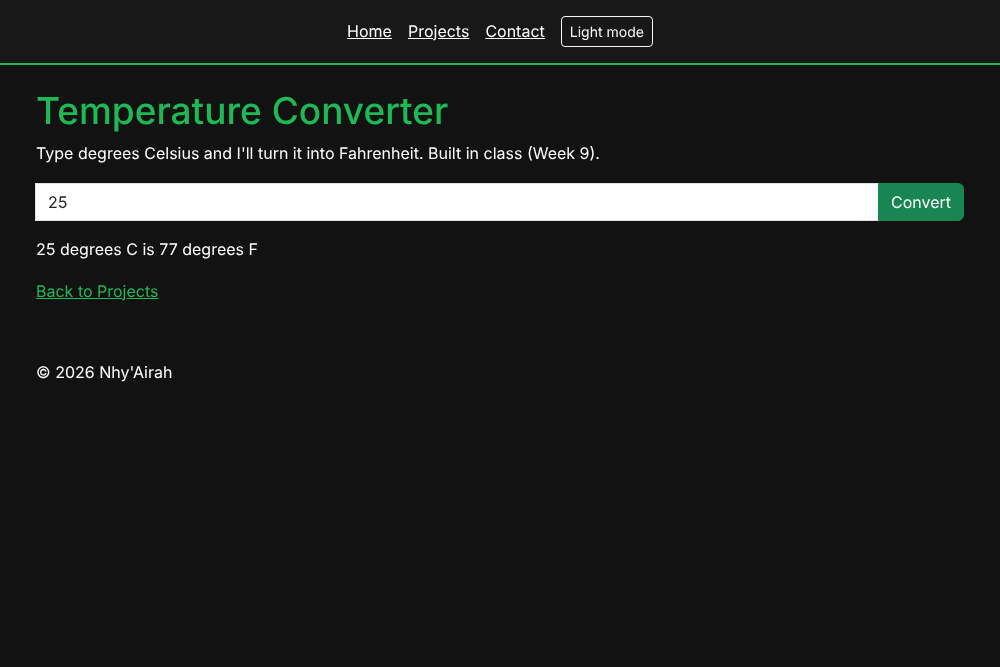 Home Projects Contact Light mode
Temperature Converter
Type degrees Celsius and I'll turn it into Fahrenheit. Built in class (Week 9).
25 Convert
25 degrees C is 77 degrees F
Back to Projects
© 2026 Nhy'Airah